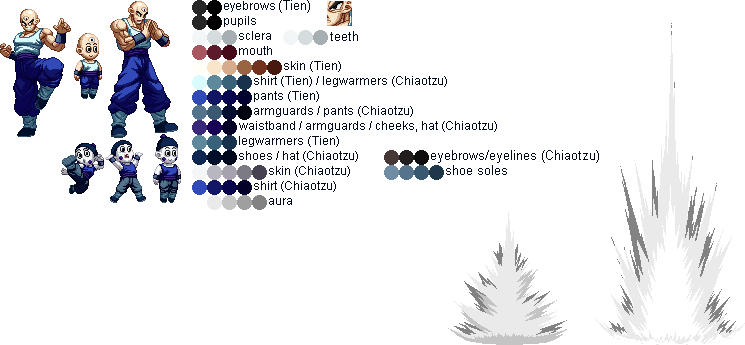 eyebrows (Tien)
pupils
sclera teeth
mouth
skin (Tien)
shirt (Tien) / legwarmers (Chiaotzu)
pants (Tien)
armguards / pants (Chiaotzu)
waistband / armguards / cheeks, hat (Chiaotzu)
legwarmers (Tien)
shoes / hat (Chiaotzu) eyebrows/eyelines (Chiaotzu)
skin (Chiaotzu) shoe soles
shirt (Chiaotzu)
aura